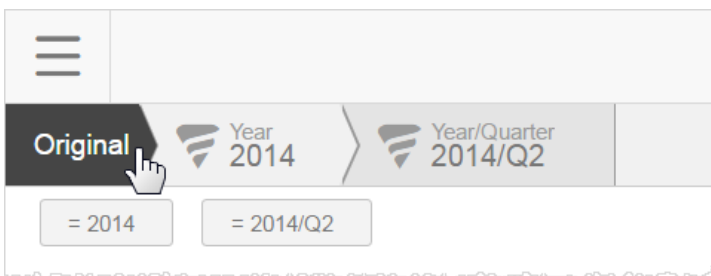 Original
Year
2014
Year/Quarter
2014/Q2
= 2014
= 2014/Q2